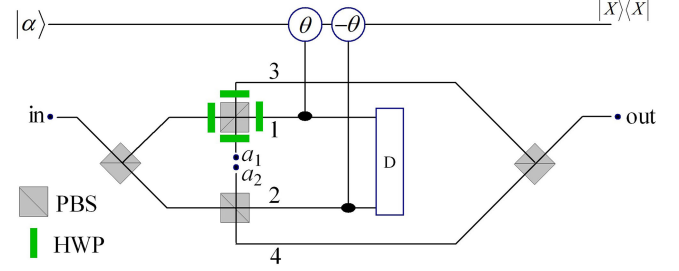 |α⟩ θ −θ |X⟩⟨X|
3
in 1 out
a₁
D
a₂
PBS 2
HWP
4